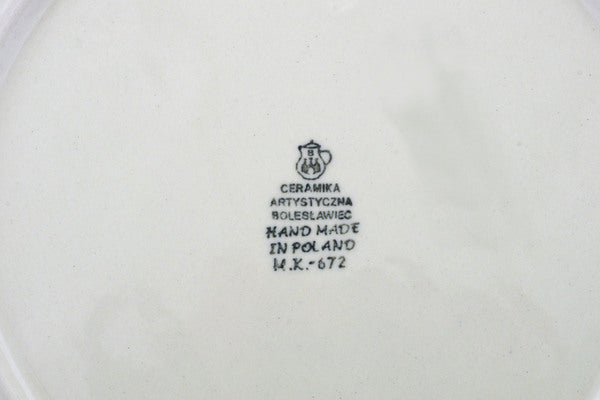 B
CERAMIKA
ARTYSTYCZNA
BOLESŁAWIEC
HAND MADE
IN POLAND
M.K.-672